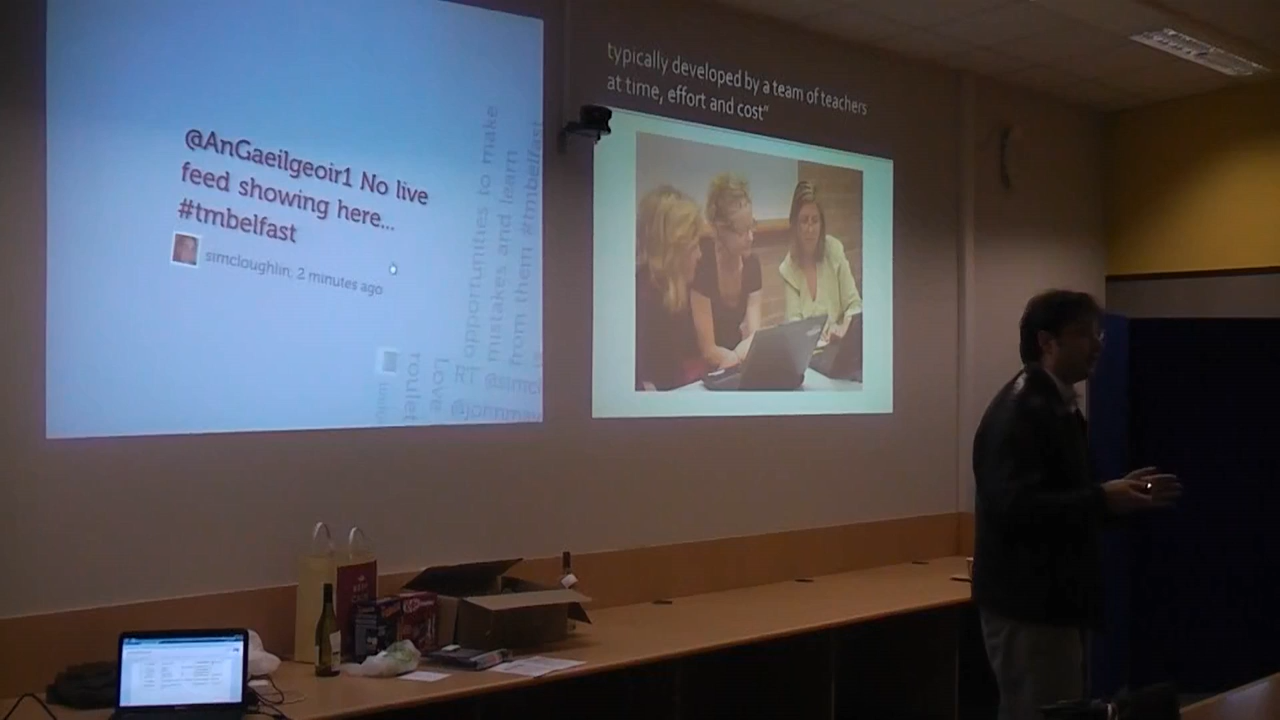 @AnGaeilgeoir1 No live
feed showing here...
#tmbelfast
simcloughlin, 2 minutes ago
opportunities to make
mistakes and learn
from them #tmbelfast
RT
Love
roulet
typically developed by a team of teachers
at time, effort and cost"